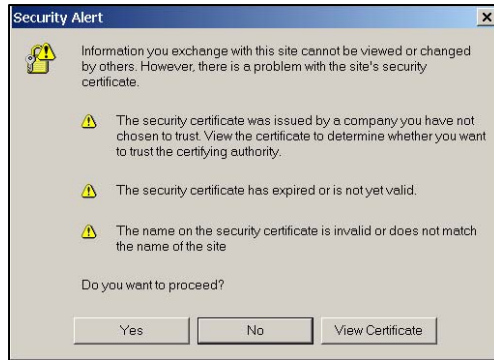 Security Alert
Information you exchange with this site cannot be viewed or changed
by others. However, there is a problem with the site's security
certificate.
The security certificate was issued by a company you have not
chosen to trust. View the certificate to determine whether you want
to trust the certifying authority.
The security certificate has expired or is not yet valid.
The name on the security certificate is invalid or does not match
the name of the site
Do you want to proceed?
Yes
No
View Certificate